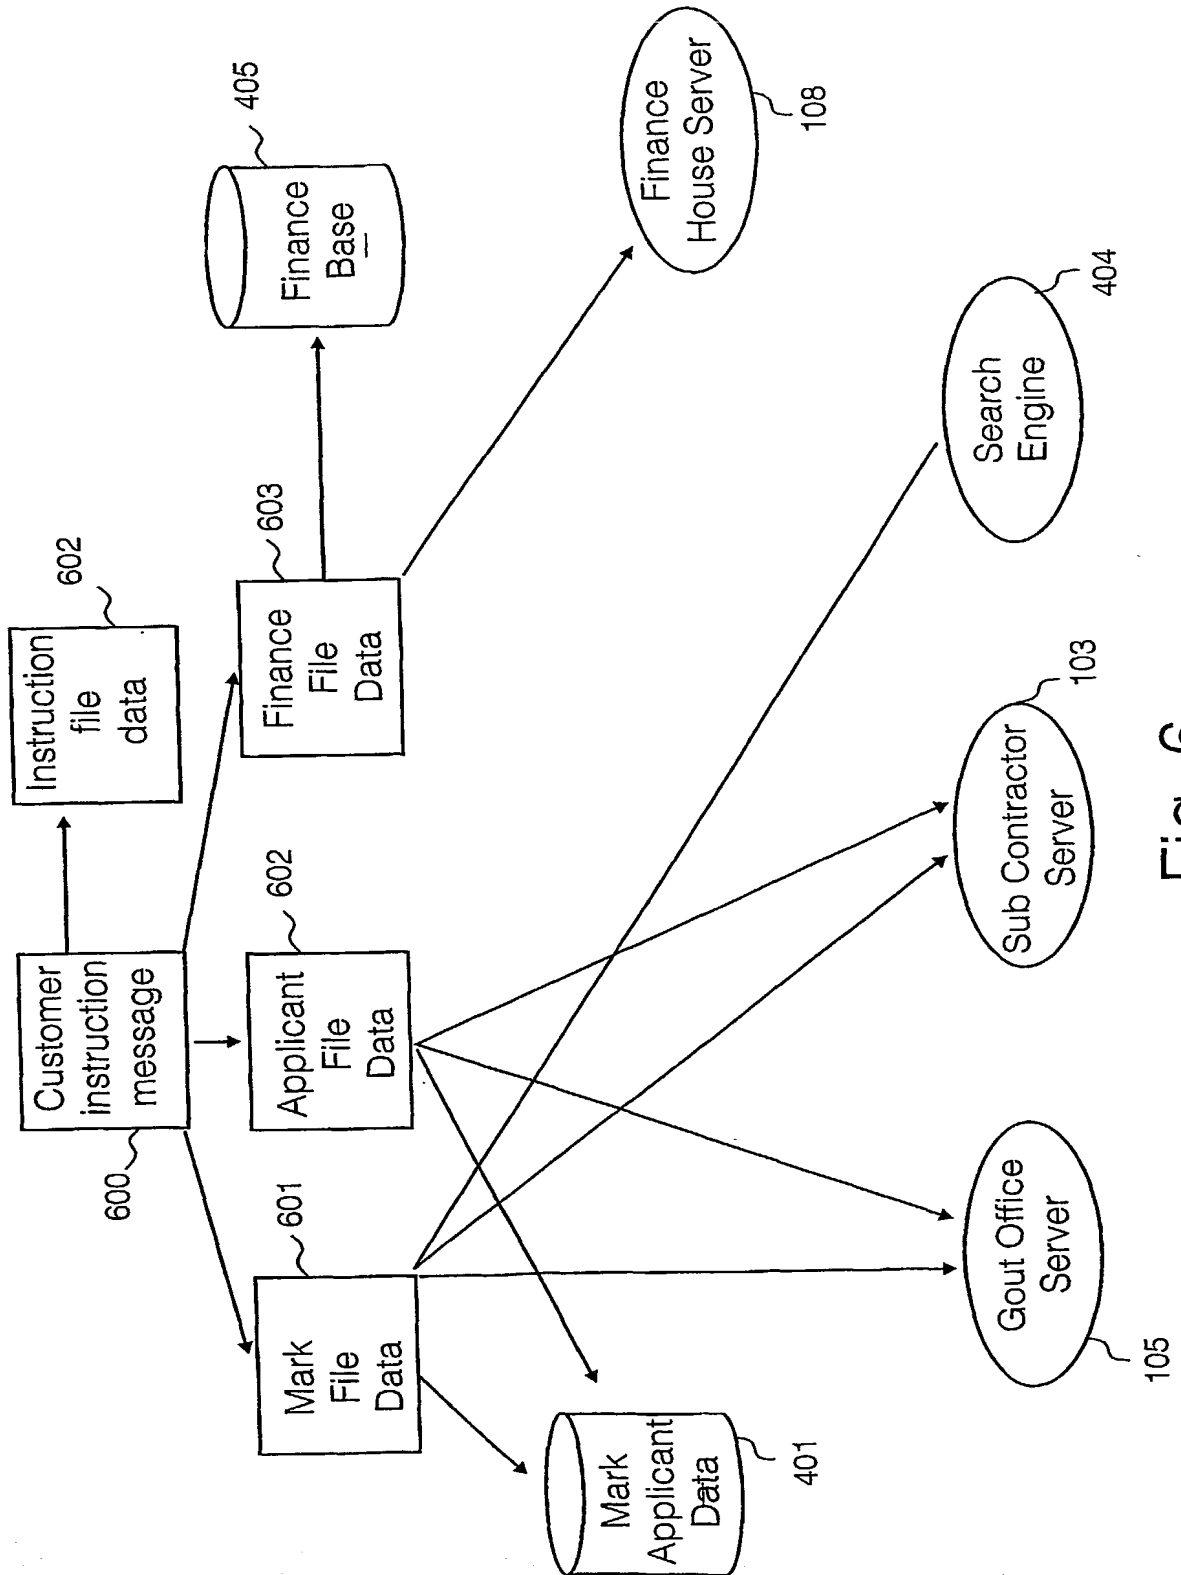 600
Customer
instruction
message
Instruction
file
data
602
601
Mark
File
Data
602
Applicant
File
Data
603
Finance
File
Data
405
Finance
Base
Mark
Applicant
Data
401
Gout Office
Server
105
Sub Contractor
Server
103
Search
Engine
404
Finance
House Server
108
Fig. 6